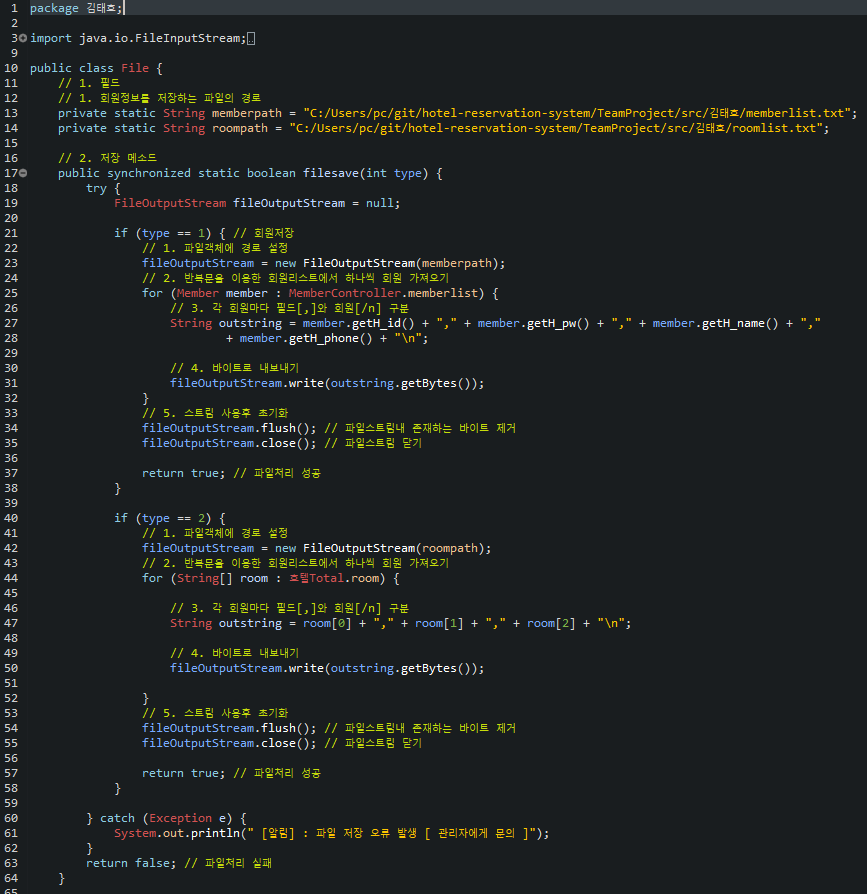 1 package 김태호;
2
3 import java.io.FileInputStream;
9
10 public class File {
11 // 1. 필드
12 // 1. 회원정보를 저장하는 파일의 경로
13 private static String memberpath = "C:/Users/pc/git/hotel-reservation-system/TeamProject/src/김태호/memberlist.txt";
14 private static String roompath = "C:/Users/pc/git/hotel-reservation-system/TeamProject/src/김태호/roomlist.txt";
15
16 // 2. 저장 메소드
17 public synchronized static boolean filesave(int type) {
18 try {
19 FileOutputStream fileOutputStream = null;
20
21 if (type == 1) { // 회원저장
22 // 1. 파일객체에 경로 설정
23 fileOutputStream = new FileOutputStream(memberpath);
24 // 2. 반복문을 이용한 회원리스트에서 하나씩 회원 가져오기
25 for (Member member : MemberController.memberlist) {
26 // 3. 각 회원마다 필드[,]와 회원[/n] 구분
27 String outstring = member.getH_id() + "," + member.getH_pw() + "," + member.getH_name() + ","
28 + member.getH_phone() + "\n";
29
30 // 4. 바이트로 내보내기
31 fileOutputStream.write(outstring.getBytes());
32 }
33 // 5. 스트림 사용후 초기화
34 fileOutputStream.flush(); // 파일스트림내 존재하는 바이트 제거
35 fileOutputStream.close(); // 파일스트림 닫기
36
37 return true; // 파일처리 성공
38 }
39
40 if (type == 2) {
41 // 1. 파일객체에 경로 설정
42 fileOutputStream = new FileOutputStream(roompath);
43 // 2. 반복문을 이용한 회원리스트에서 하나씩 회원 가져오기
44 for (String[] room : 호텔Total.room) {
45
46 // 3. 각 회원마다 필드[,]와 회원[/n] 구분
47 String outstring = room[0] + "," + room[1] + "," + room[2] + "\n";
48
49 // 4. 바이트로 내보내기
50 fileOutputStream.write(outstring.getBytes());
51
52 }
53 // 5. 스트림 사용후 초기화
54 fileOutputStream.flush(); // 파일스트림내 존재하는 바이트 제거
55 fileOutputStream.close(); // 파일스트림 닫기
56
57 return true; // 파일처리 성공
58 }
59
60 } catch (Exception e) {
61 System.out.println(" [알림] : 파일 저장 오류 발생 [ 관리자에게 문의 ]");
62 }
63 return false; // 파일처리 실패
64 }
65